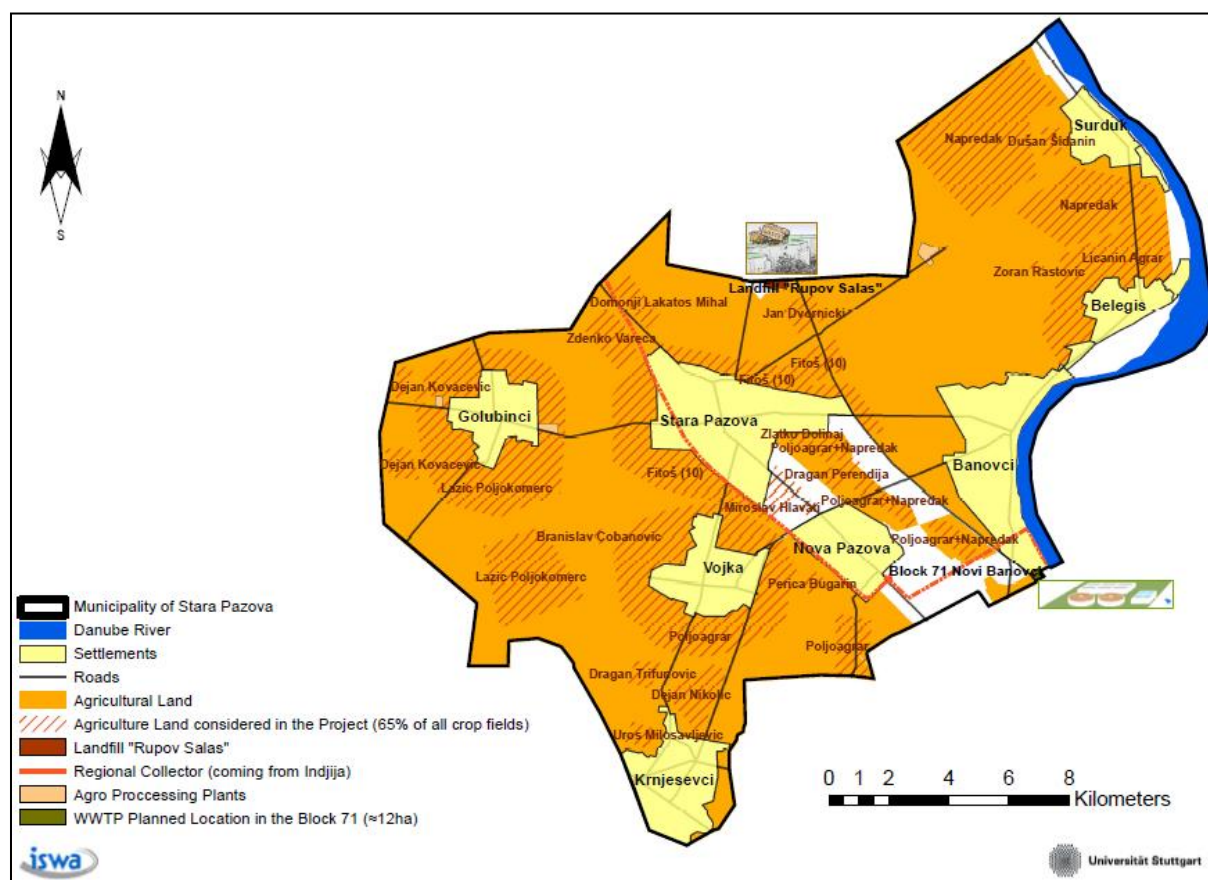 N
S
Surduk
Napredak
Dušan Šidanin
Napredak
Licanin Agrar
Zoran Rastovic
Belegis
Landfill "Rupov Salas"
Domonji Lakatos Mihal
Jan Dvornicki
Zdenko Vareca
Fitoš (10)
Fitoš (10)
Dejan Kovacevic
Golubinci
Stara Pazova
Zlatko Dolinaj
Poljoagrar+Napredak
Banovci
Dejan Kovacevic
Fitoš (10)
Dragan Perendija
Lazic Poljokomerc
Poljoagrar+Napredak
Miroslav Hlavati
Branislav Cobanovic
Poljoagrar+Napredak
Nova Pazova
Vojka
Block 71 Novi Banovci
Lazic Poljokomerc
Perica Bugarin
Poljoagrar
Poljoagrar
Dragan Trifunovic
Dejan Nikolic
Uros Milosavljevic
Krnjesevci
Municipality of Stara Pazova
Danube River
Settlements
Roads
Agricultural Land
Agriculture Land considered in the Project (65% of all crop fields)
Landfill "Rupov Salas"
Regional Collector (coming from Indjija)
Agro Proccessing Plants
WWTP Planned Location in the Block 71 (≈12ha)
0 1 2 4 6 8
Kilometers
iswa
Universität Stuttgart